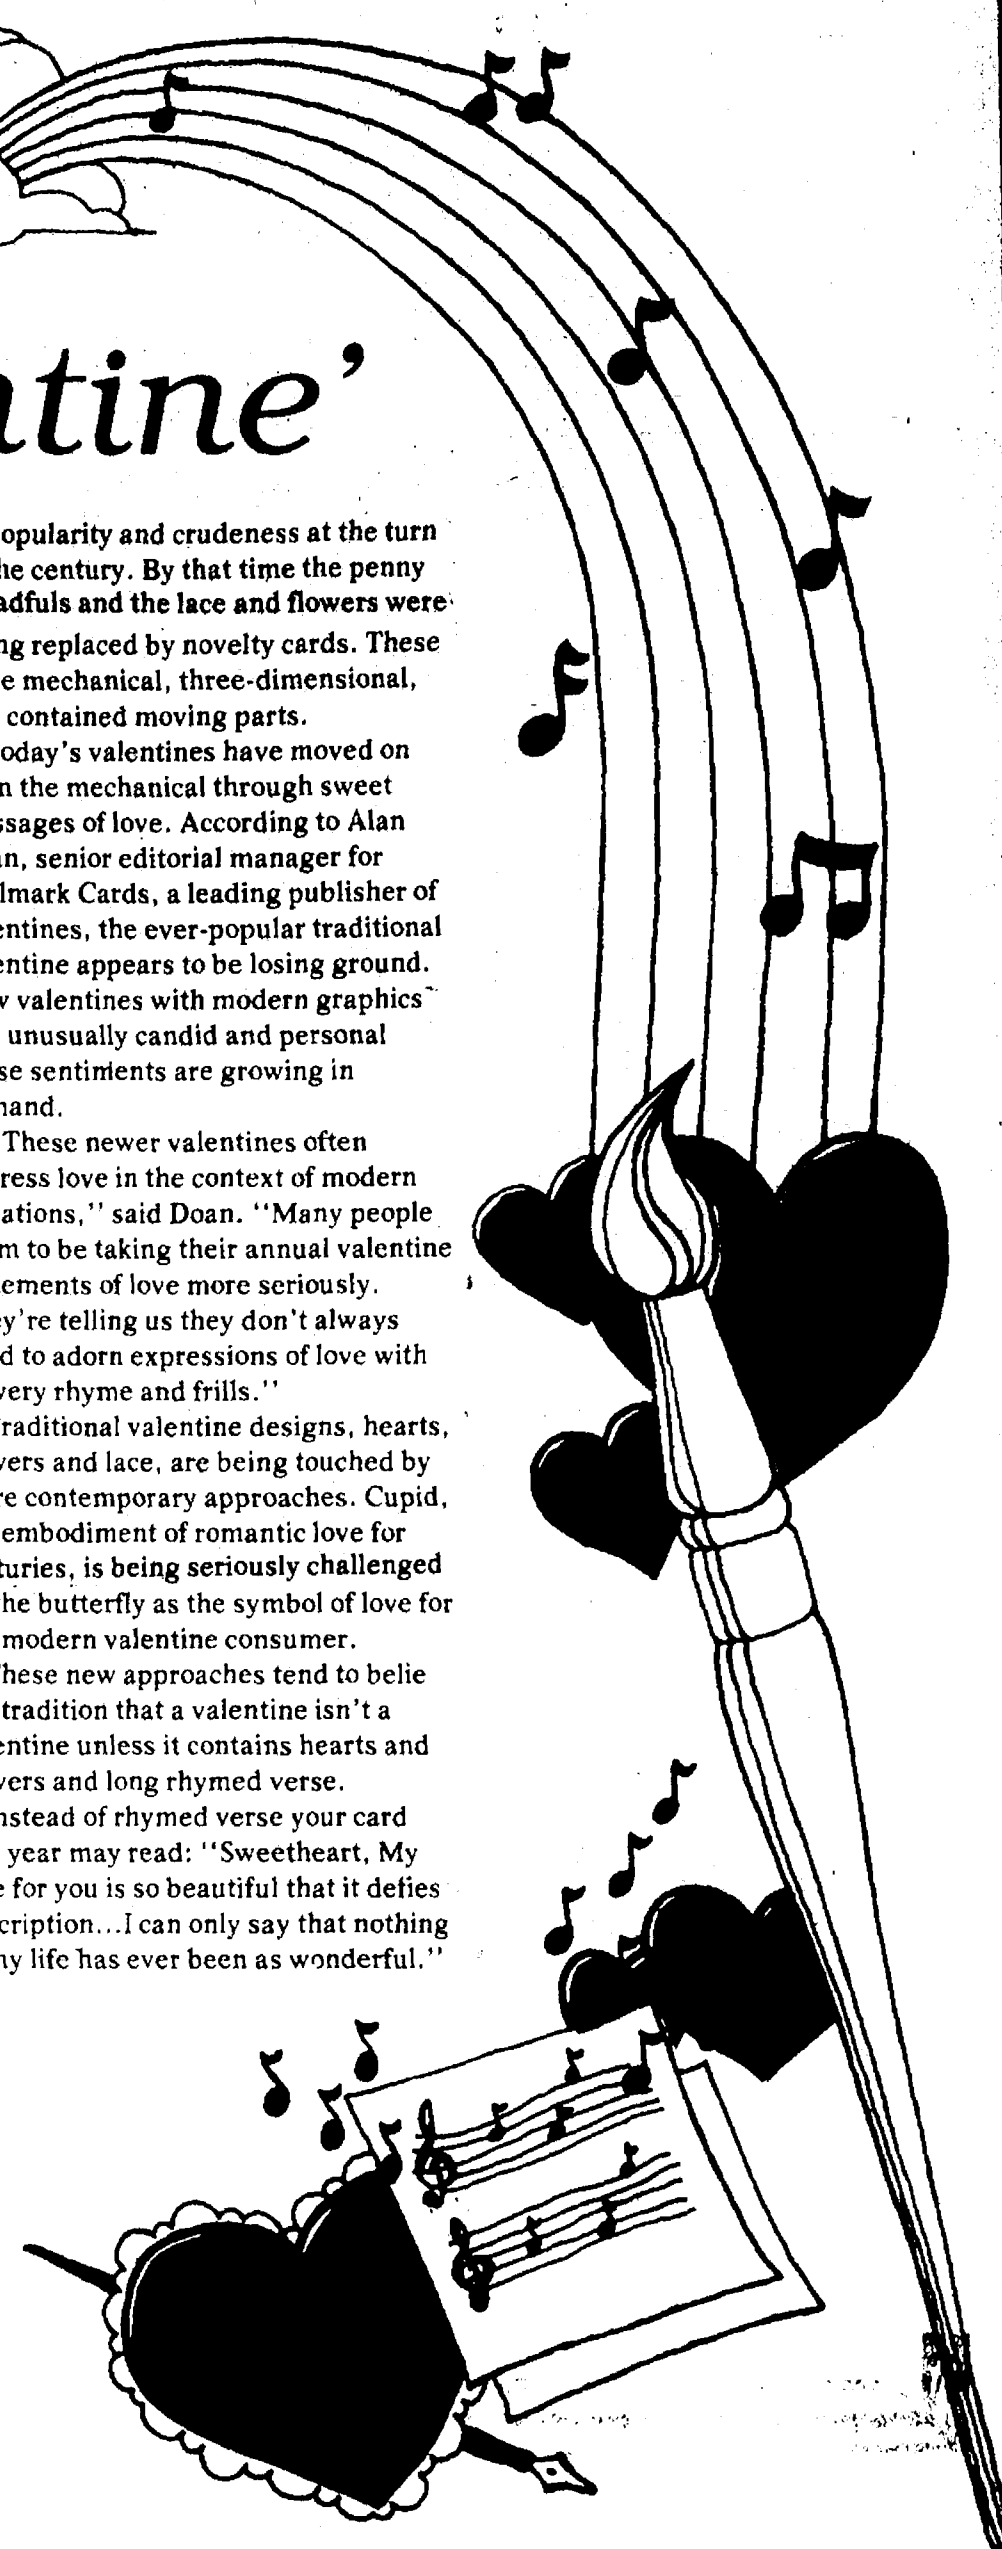 ntine’
opularity and crudeness at the turn
he century. By that time the penny
adfuls and the lace and flowers were
ng replaced by novelty cards. These
e mechanical, three-dimensional,
contained moving parts.
oday's valentines have moved on
n the mechanical through sweet
ssages of love. According to Alan
an, senior editorial manager for
lmark Cards, a leading publisher of
entines, the ever-popular traditional
entine appears to be losing ground.
w valentines with modern graphics
unusually candid and personal
se sentiments are growing in
nand.
These newer valentines often
ress love in the context of modern
ations,'' said Doan. ''Many people
m to be taking their annual valentine
ements of love more seriously.
ey're telling us they don't always
d to adorn expressions of love with
very rhyme and frills.''
raditional valentine designs, hearts,
vers and lace, are being touched by
re contemporary approaches. Cupid,
embodiment of romantic love for
turies, is being seriously challenged
he butterfly as the symbol of love for
modern valentine consumer.
hese new approaches tend to belie
tradition that a valentine isn't a
entine unless it contains hearts and
vers and long rhymed verse.
nstead of rhymed verse your card
year may read: ''Sweetheart, My
e for you is so beautiful that it defies
cription...I can only say that nothing
ny life has ever been as wonderful.''